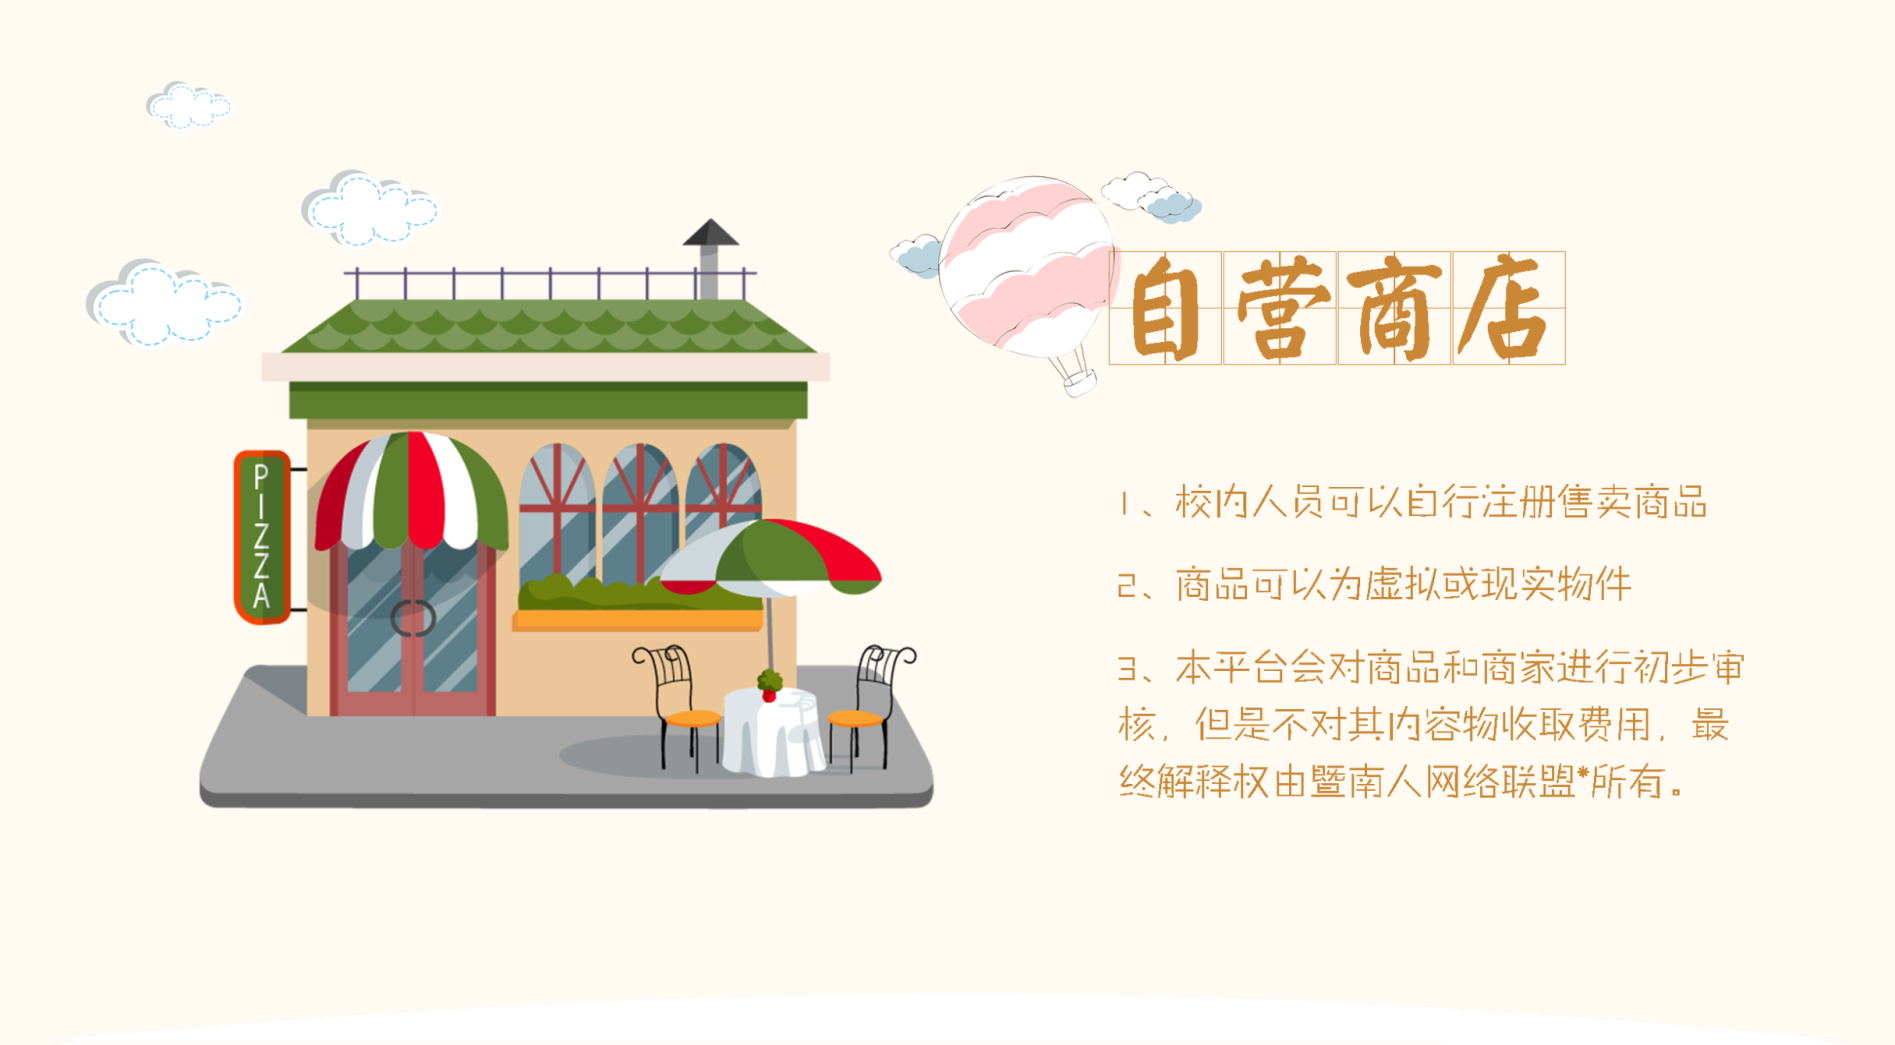 PIZZA
自营商店
1、校内人员可以自行注册售卖商品
2、商品可以为虚拟或现实物件
3、本平台会对商品和商家进行初步审
核，但是不对其内容物收取费用，最
终解释权由暨南人网络联盟*所有。